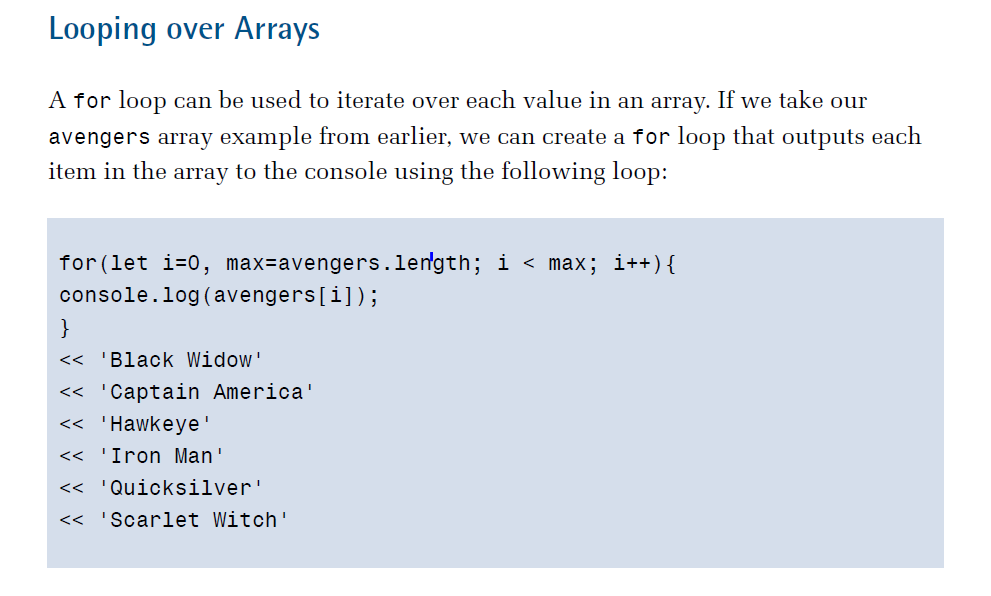 Looping over Arrays
A for loop can be used to iterate over each value in an array. If we take our
avengers array example from earlier, we can create a for loop that outputs each
item in the array to the console using the following loop:
for(let i=0, max=avengers.length; i < max; i++){
console.log(avengers[i]);
}
<< 'Black Widow'
<< 'Captain America'
<< 'Hawkeye'
<< 'Iron Man'
<< 'Quicksilver'
<< 'Scarlet Witch'